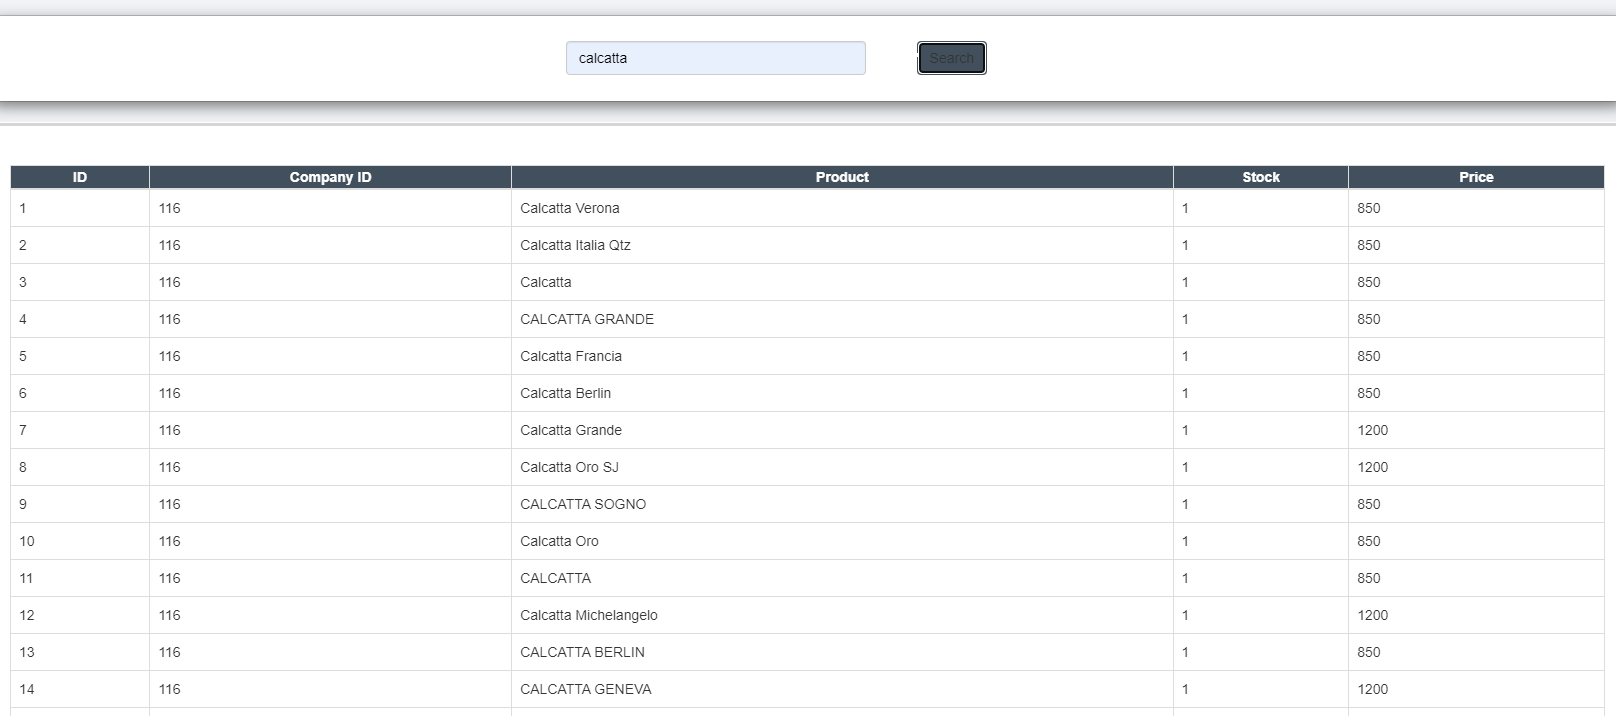 calcatta Search
ID Company ID Product Stock Price
1 116 Calcatta Verona 1 850
2 116 Calcatta Italia Qtz 1 850
3 116 Calcatta 1 850
4 116 CALCATTA GRANDE 1 850
5 116 Calcatta Francia 1 850
6 116 Calcatta Berlin 1 850
7 116 Calcatta Grande 1 1200
8 116 Calcatta Oro SJ 1 1200
9 116 CALCATTA SOGNO 1 850
10 116 Calcatta Oro 1 850
11 116 CALCATTA 1 850
12 116 Calcatta Michelangelo 1 1200
13 116 CALCATTA BERLIN 1 850
14 116 CALCATTA GENEVA 1 1200